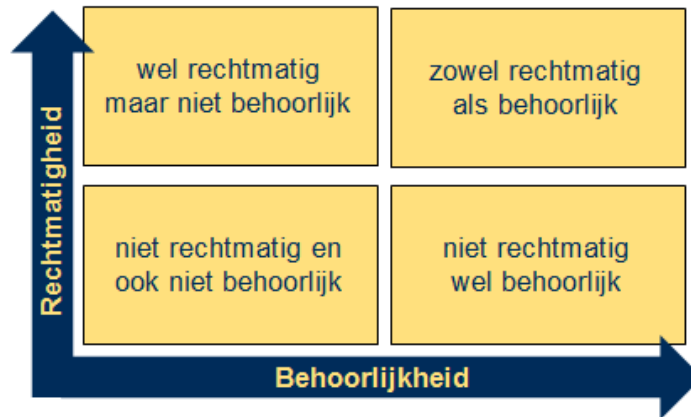 Rechtmatigheid
wel rechtmatig
maar niet behoorlijk
zowel rechtmatig
als behoorlijk
niet rechtmatig en
ook niet behoorlijk
niet rechtmatig
wel behoorlijk
Behoorlijkheid